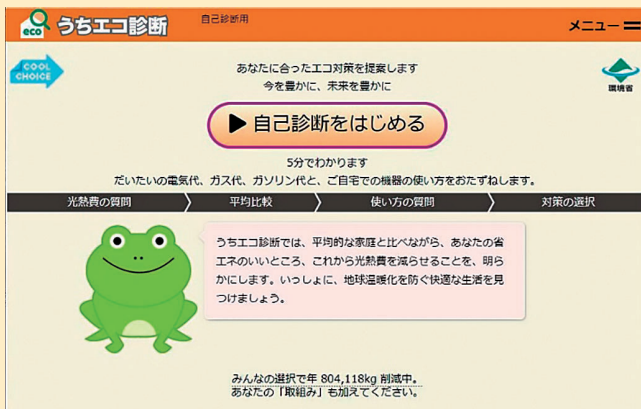 eco うちエコ診断
自己診断用
メニュー
COOL CHOICE
あなたに合ったエコ対策を提案します
今を豊かに、未来を豊かに
環境省
▶ 自己診断をはじめる
5分でわかります
だいたいの電気代、ガス代、ガソリン代と、ご自宅での機器の使い方をおたずねします。
光熱費の質問 〉 平均比較 〉 使い方の質問 〉 対策の選択
うちエコ診断では、平均的な家庭と比べながら、あなたの省
エネのいいところ、これから光熱費を減らせることを、明ら
かにします。いっしょに、地球温暖化を防ぐ快適な生活を見
つけましょう。
みんなの選択で年 804,118kg 削減中。
あなたの「取組み」も加えてください。